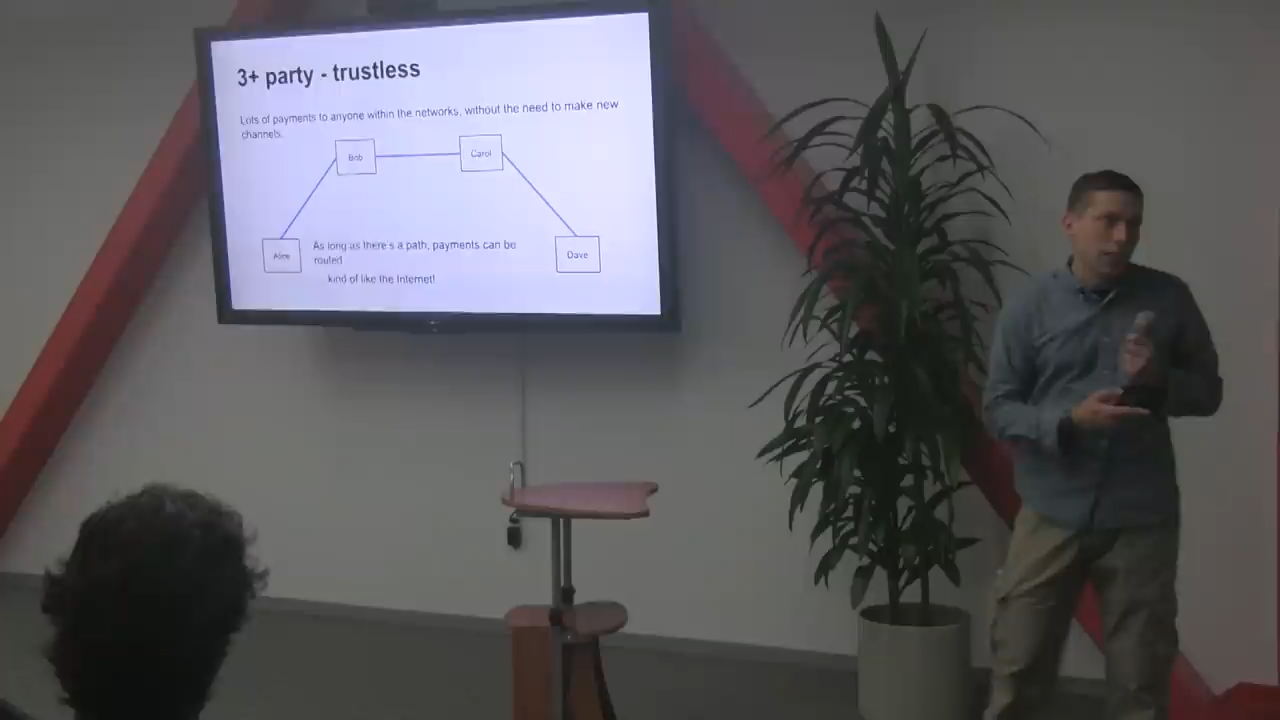 3+ party - trustless
Lots of payments to anyone within the networks, without the need to make new
channels.
Bob
Carol
Alice
As long as there's a path, payments can be
routed
Dave
kind of like the Internet!